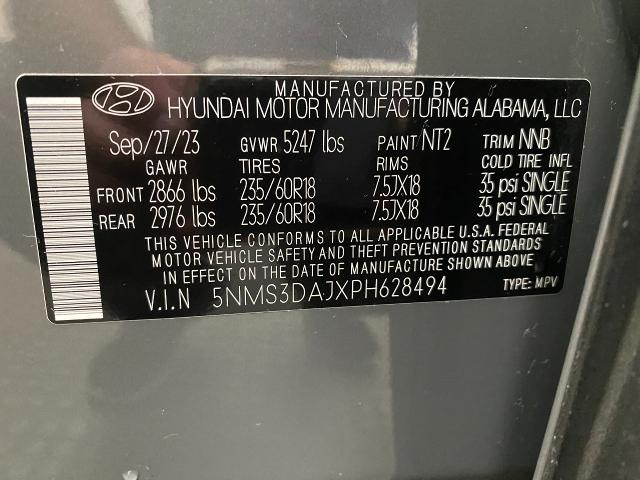 MANUFACTURED BY
HYUNDAI MOTOR MANUFACTURING ALABAMA, LLC
Sep/27/23 GVWR 5247 lbs PAINT/ NT2 TRIM NNB
GAWR TIRES RIMS COLD TIRE INFL
FRONT 2866 lbs 235/60R18 7.5JX18 35 psi SINGLE
REAR 2976 lbs 235/60R18 7.5JX18 35 psi SINGLE
THIS VEHICLE CONFORMS TO ALL APPLICABLE U.S.A. FEDERAL
MOTOR VEHICLE SAFETY AND THEFT PREVENTION STANDARDS
IN EFFECT ON THE DATE OF MANUFACTURE SHOWN ABOVE.
V.I.N 5NMS3DAJXPH628494 TYPE: MPV